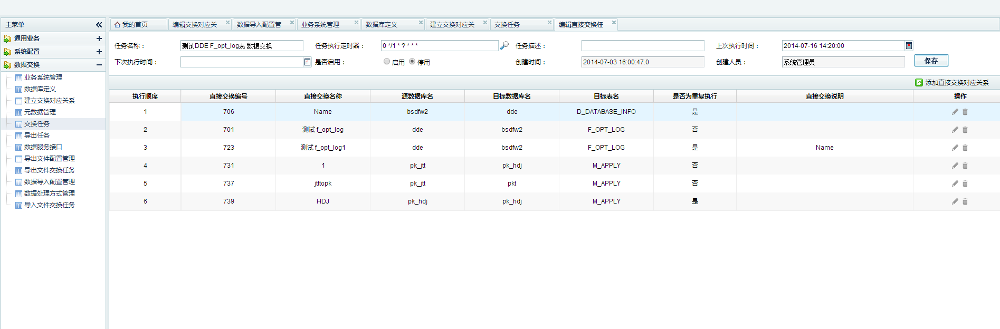 主菜单
通用业务
系统配置
数据交换
业务系统管理
数据库定义
建立交换对应关系
元数据管理
交换任务
导出任务
数据服务接口
导出文件配置管理
导出文件交换任务
数据导入配置管理
数据处理方式管理
导入文件交换任务
我的首页 编辑交换对应关 数据导入配置管 业务系统管理 数据库定义 建立交换对应关 交换任务 编辑直接交换任
任务名称： 测试DDE F_opt_log表 数据交换 任务执行定时器： 0 */1 * ? * * * 任务描述： 上次执行时间： 2014-07-16 14:20:00
下次执行时间： 是否启用： 启用 停用 创建时间： 2014-07-03 16:00:47.0 创建人员： 系统管理员 保存
添加直接交换对应关系
执行顺序 直接交换编号 直接交换名称 源数据库名 目标数据库名 目标表名 是否为重复执行 直接交换说明 操作
1 706 Name bsdfw2 dde D_DATABASE_INFO 是
2 701 测试 f_opt_log dde bsdfw2 F_OPT_LOG 否
3 723 测试 f_opt_log1 dde bsdfw2 F_OPT_LOG 是 Name
4 731 1 pk_jtt pk_hdj M_APPLY 否
5 737 jtttopk pk_jtt pkt M_APPLY 否
6 739 HDJ pk_hdj pk_hdj M_APPLY 是